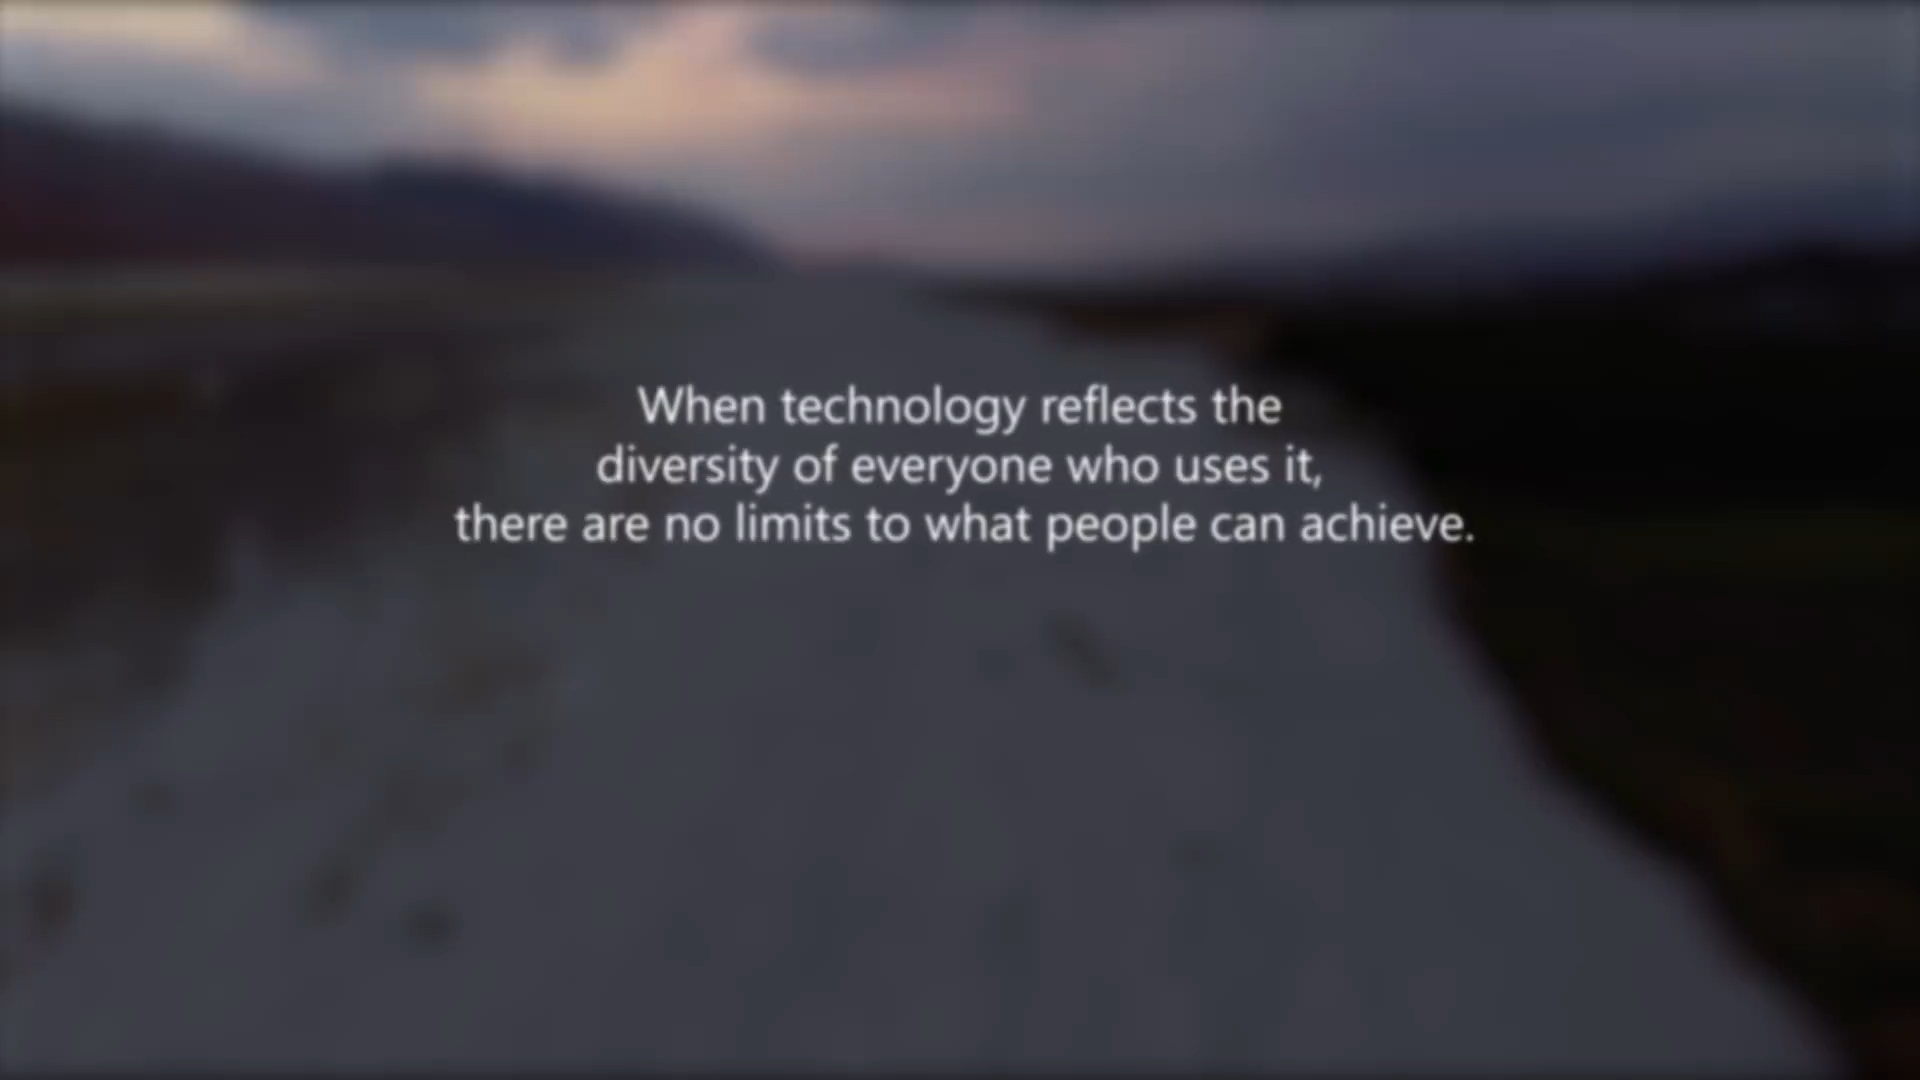 When technology reflects the
diversity of everyone who uses it,
there are no limits to what people can achieve.